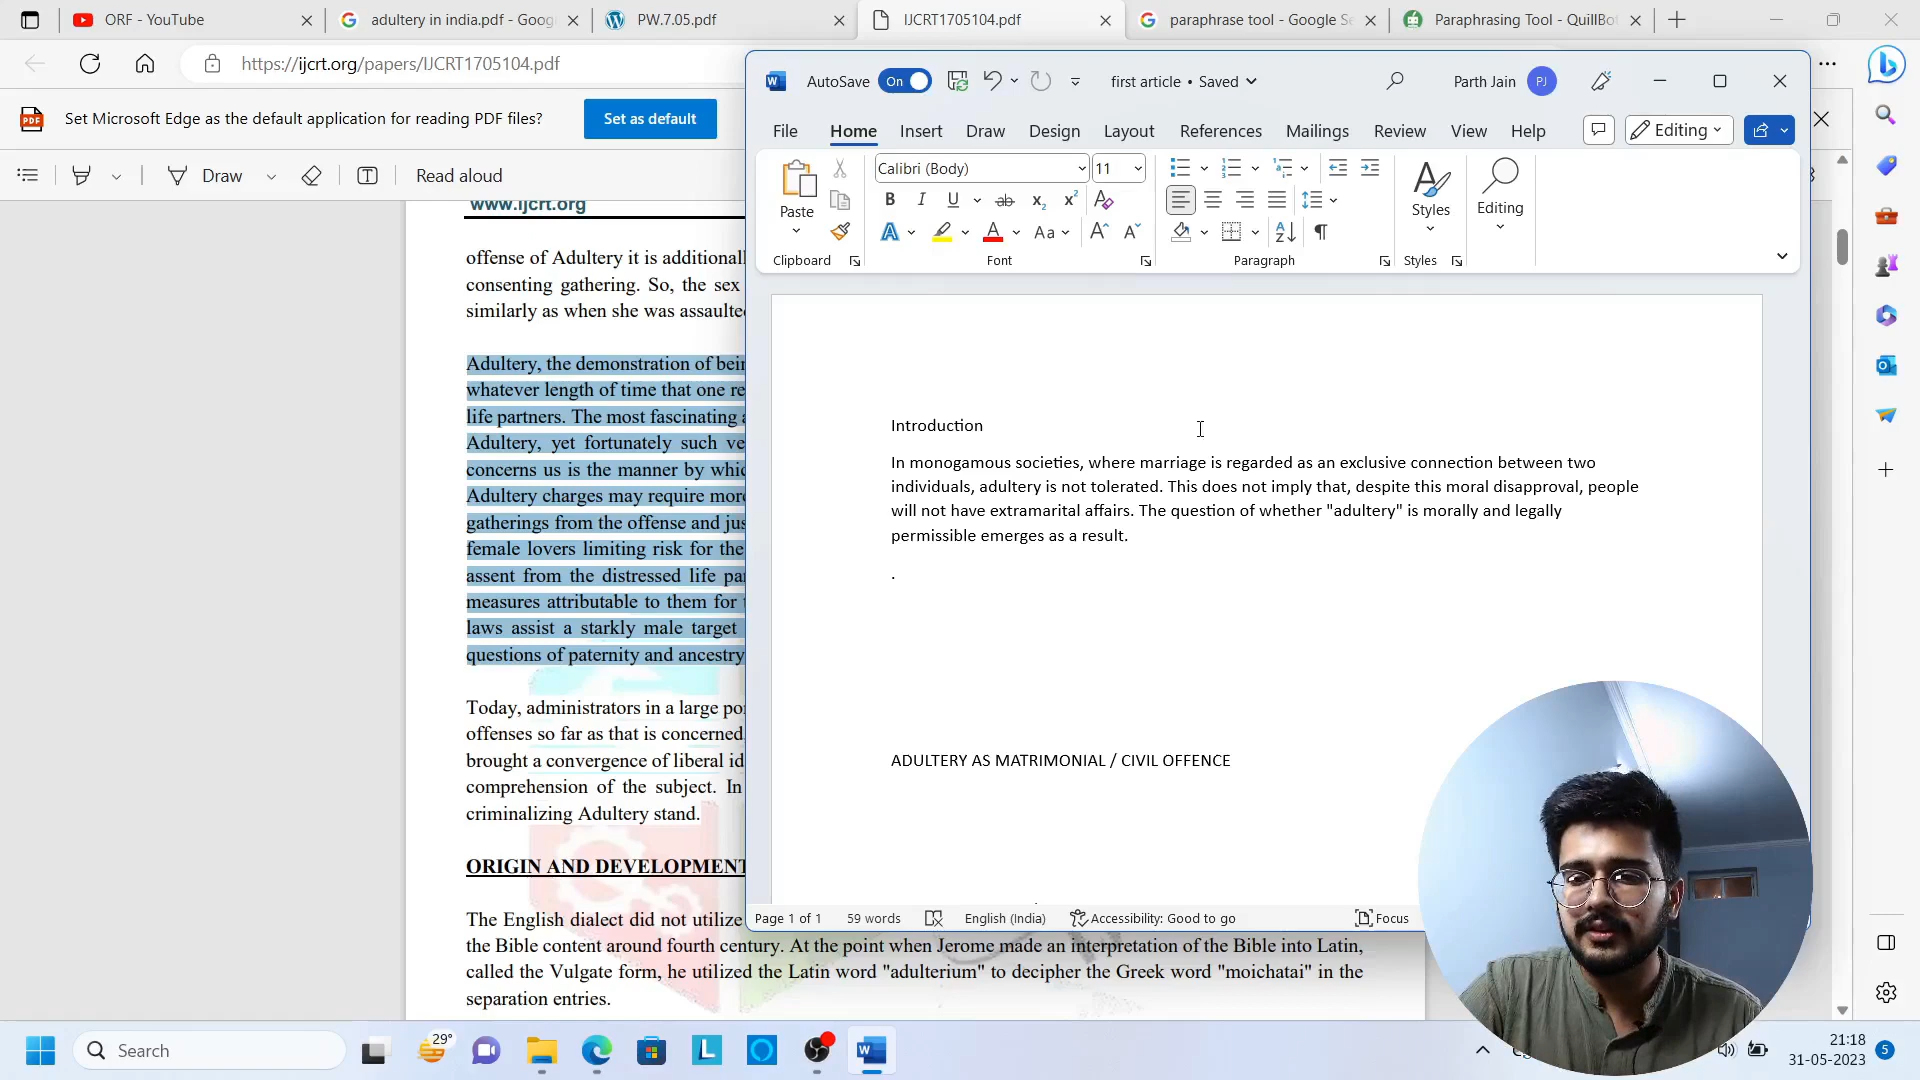 ORF - YouTube
adultery in india.pdf - Goog
PW.7.05.pdf
IJCRT1705104.pdf
paraphrase tool - Google Se
Paraphrasing Tool - QuillBo
https://ijcrt.org/papers/IJCRT1705104.pdf
Set Microsoft Edge as the default application for reading PDF files?
Set as default
Draw
Read aloud
www.ijcrt.org
offense of Adultery it is additionall
consenting gathering. So, the sex
similarly as when she was assaulte
Adultery, the demonstration of bein
whatever length of time that one re
life partners. The most fascinating a
Adultery, yet fortunately such ve
concerns us is the manner by whic
Adultery charges may require more
gatherings from the offense and jus
female lovers limiting risk for the
assent from the distressed life par
measures attributable to them for t
laws assist a starkly male target
questions of paternity and ancestry
Today, administrators in a large por
offenses so far as that is concerned,
brought a convergence of liberal id
comprehension of the subject. In
criminalizing Adultery stand.
ORIGIN AND DEVELOPMENT
The English dialect did not utilize
the Bible content around fourth century. At the point when Jerome made an interpretation of the Bible into Latin,
called the Vulgate form, he utilized the Latin word "adulterium" to decipher the Greek word "moichatai" in the
separation entries.
AutoSave On
first article • Saved
Parth Jain PJ
File Home Insert Draw Design Layout References Mailings Review View Help
Editing
Paste
Calibri (Body) 11
Styles
Editing
Clipboard
Font
Paragraph
Styles
Introduction
In monogamous societies, where marriage is regarded as an exclusive connection between two
individuals, adultery is not tolerated. This does not imply that, despite this moral disapproval, people
will not have extramarital affairs. The question of whether "adultery" is morally and legally
permissible emerges as a result.
.
ADULTERY AS MATRIMONIAL / CIVIL OFFENCE
Page 1 of 1
59 words
English (India)
Accessibility: Good to go
Focus
Search
29°
21:18
31-05-2023
5